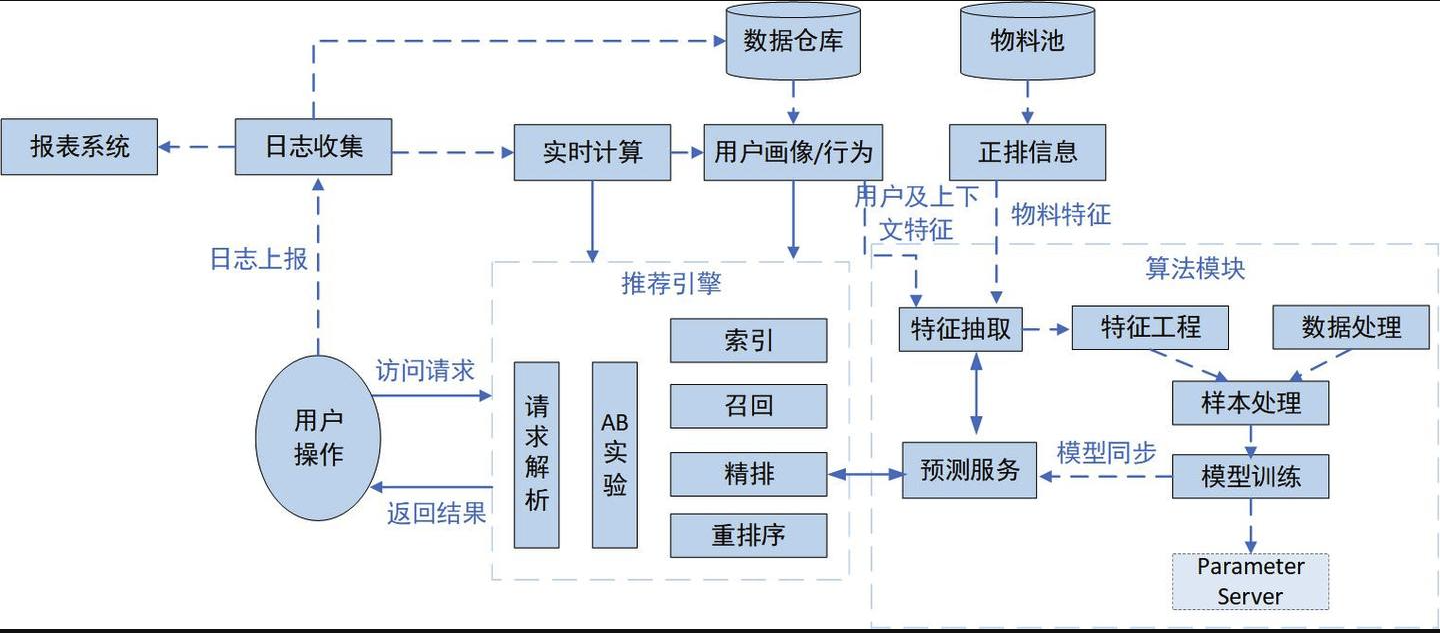 数据仓库
物料池
报表系统
日志收集
实时计算
用户画像/行为
正排信息
用户及上下
文特征
物料特征
日志上报
推荐引擎
算法模块
索引
特征抽取
特征工程
数据处理
访问请求
请
求
解
析
AB
实
验
召回
样本处理
用户
操作
精排
预测服务
模型同步
模型训练
返回结果
重排序
Parameter
Server